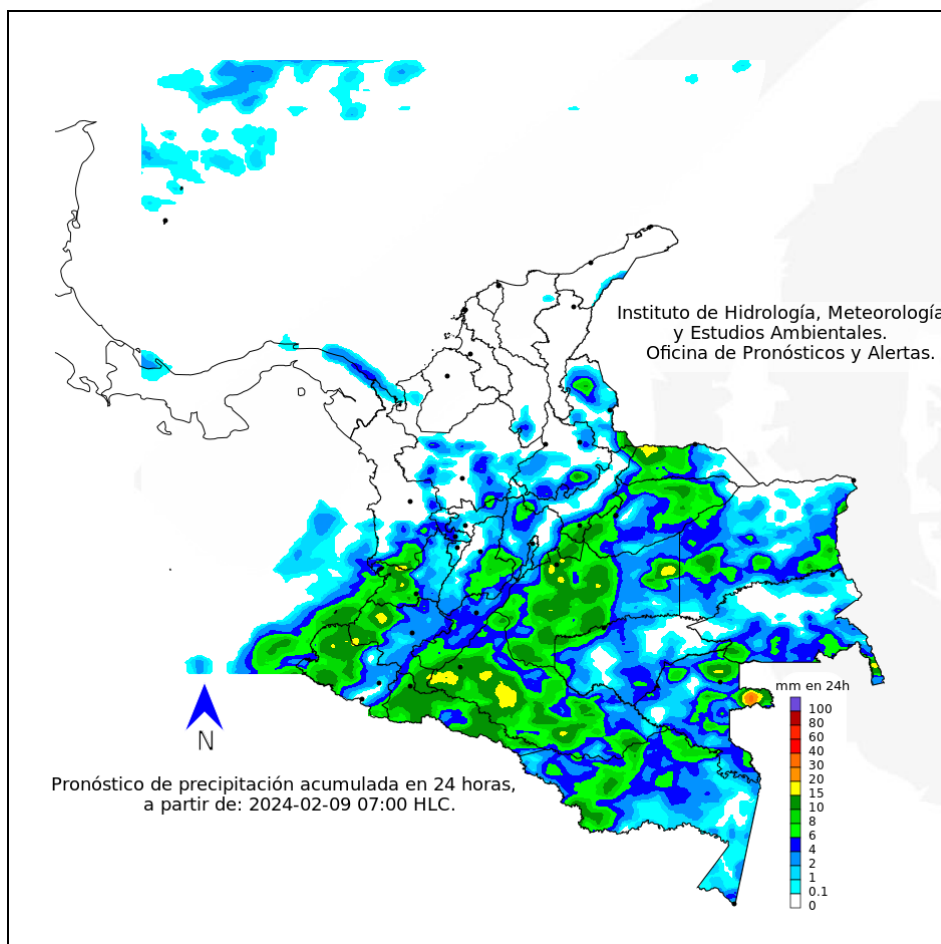 Instituto de Hidrología, Meteorología
y Estudios Ambientales.
Oficina de Pronósticos y Alertas.
mm en 24h
100
80
60
40
30
20
15
10
8
6
4
2
1
0.1
0
N
Pronóstico de precipitación acumulada en 24 horas,
a partir de: 2024-02-09 07:00 HLC.